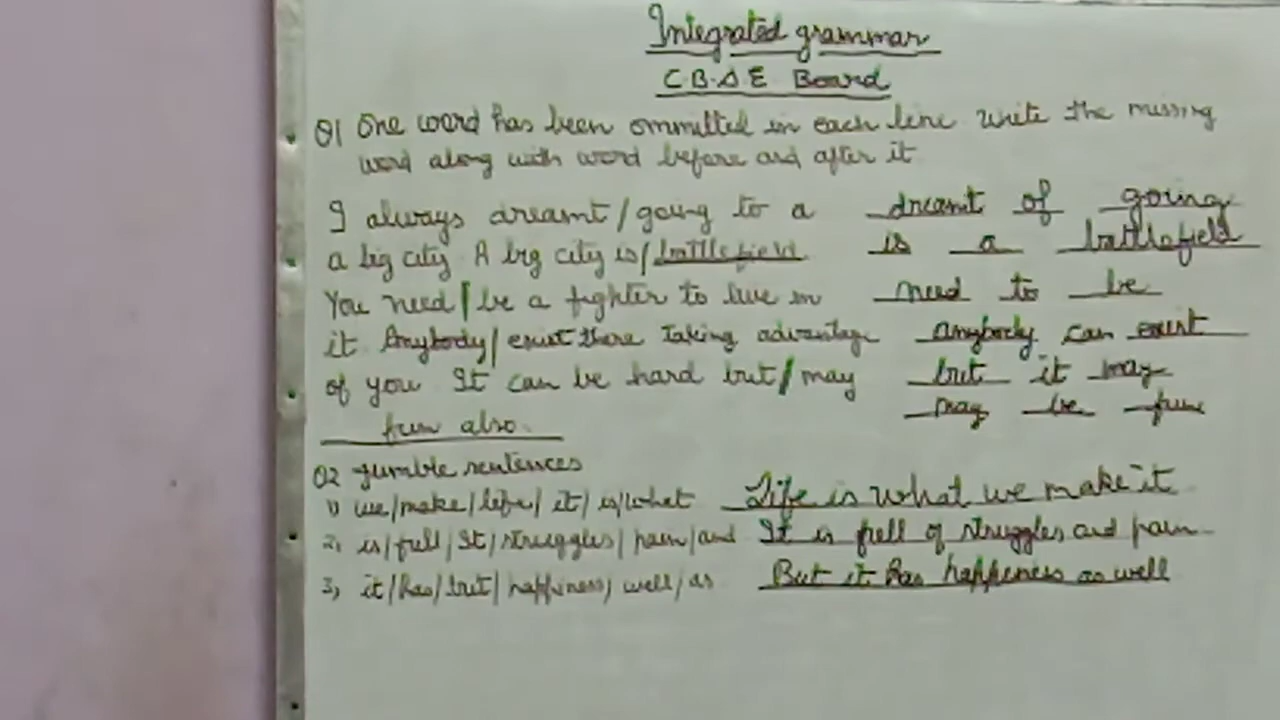 Integrated grammar
C.B.S.E Board
Q1 One word has been ommitted in each line write the missing
word along with word before and after it
I always dreamt/going to a dreamt of going
a big city A big city is/battlefield is a battlefield
You need/be a fighter to live in need to be
it Anybody/exist there taking advantage anybody can exist
of you It can be hard but/may but it may
fun also. may be fun
Q2 Jumble sentences
1) we/make/life/it/is/what Life is what we make it
2, is/full/It/struggles/pain/and It is full of struggles and pain
3, it/has/but/happiness/well/as But it has happeness as well